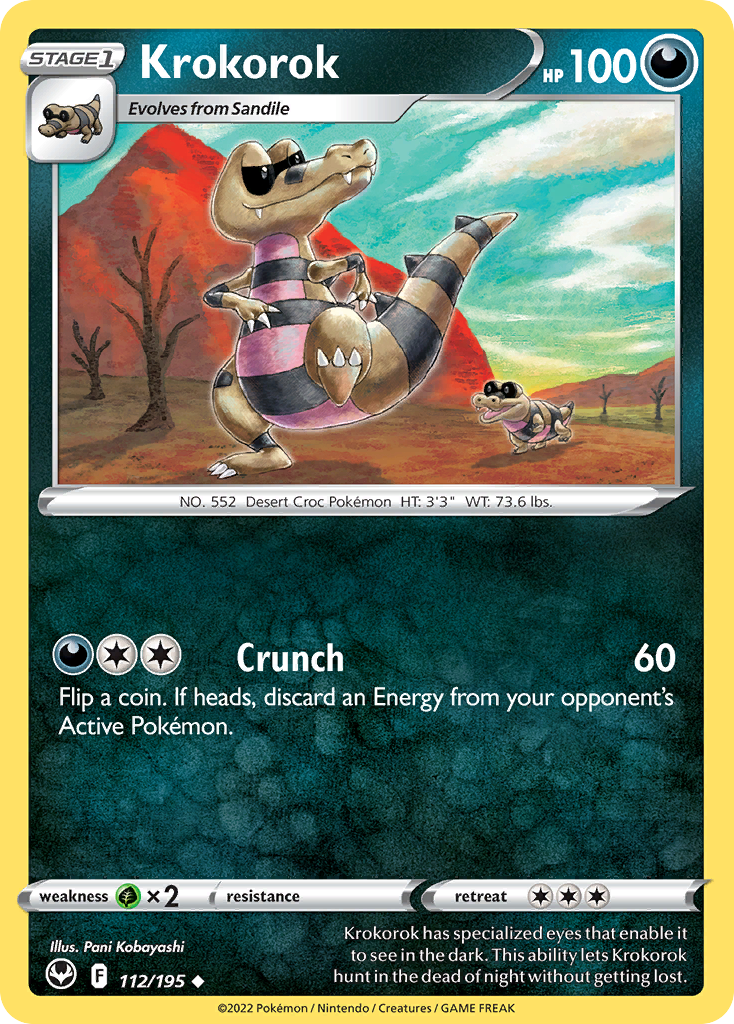 STAGE1
Krokorok
HP 100
Evolves from Sandile
NO. 552 Desert Croc Pokémon HT: 3'3" WT: 73.6 lbs.
Crunch 60
Flip a coin. If heads, discard an Energy from your opponent's
Active Pokémon.
weakness ×2 resistance retreat
Illus. Pani Kobayashi
Krokorok has specialized eyes that enable it
to see in the dark. This ability lets Krokorok
hunt in the dead of night without getting lost.
F 112/195
©2022 Pokémon / Nintendo / Creatures / GAME FREAK